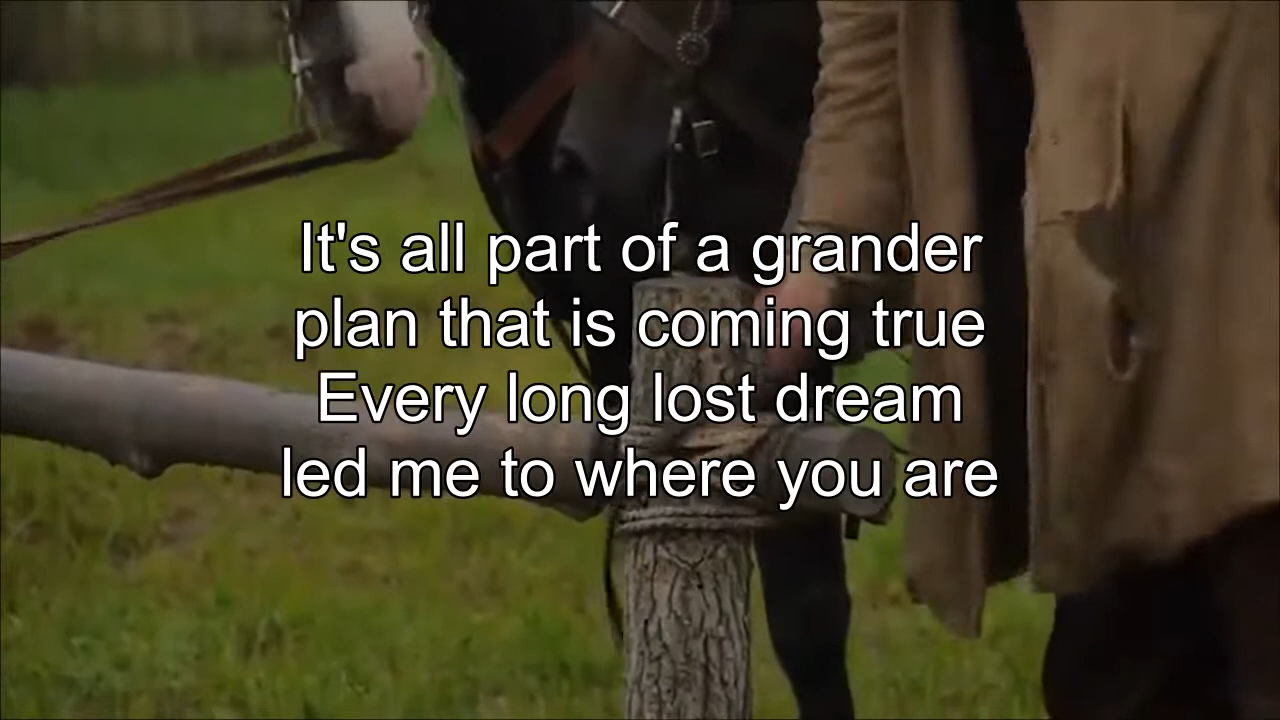 It's all part of a grander
plan that is coming true
Every long lost dream
led me to where you are